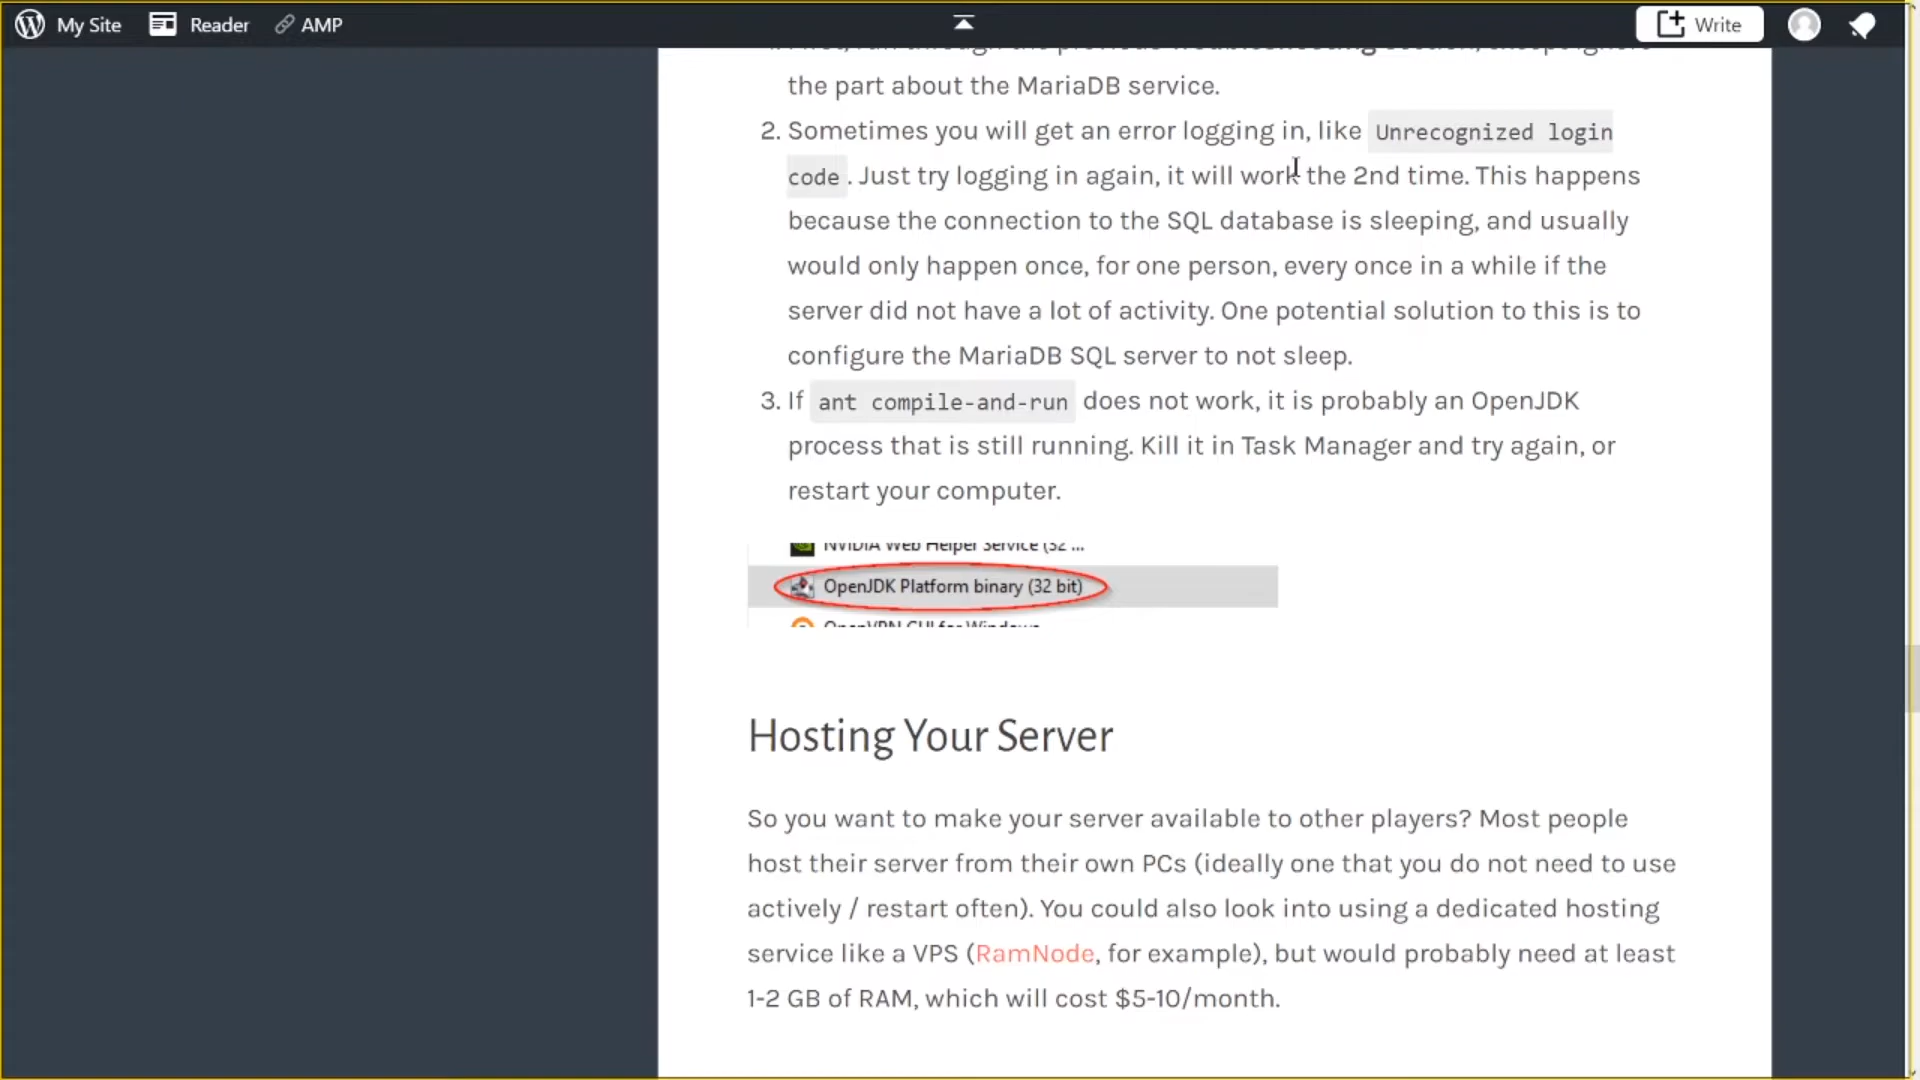 My Site Reader AMP Write
the part about the MariaDB service.
2. Sometimes you will get an error logging in, like Unrecognized login
code . Just try logging in again, it will work the 2nd time. This happens
because the connection to the SQL database is sleeping, and usually
would only happen once, for one person, every once in a while if the
server did not have a lot of activity. One potential solution to this is to
configure the MariaDB SQL server to not sleep.
3. If ant compile-and-run does not work, it is probably an OpenJDK
process that is still running. Kill it in Task Manager and try again, or
restart your computer.
NVIDIA Web Helper Service (32 ...
OpenJDK Platform binary (32 bit)
OpenVPN GUI for Windows
Hosting Your Server
So you want to make your server available to other players? Most people
host their server from their own PCs (ideally one that you do not need to use
actively / restart often). You could also look into using a dedicated hosting
service like a VPS (RamNode, for example), but would probably need at least
1-2 GB of RAM, which will cost $5-10/month.